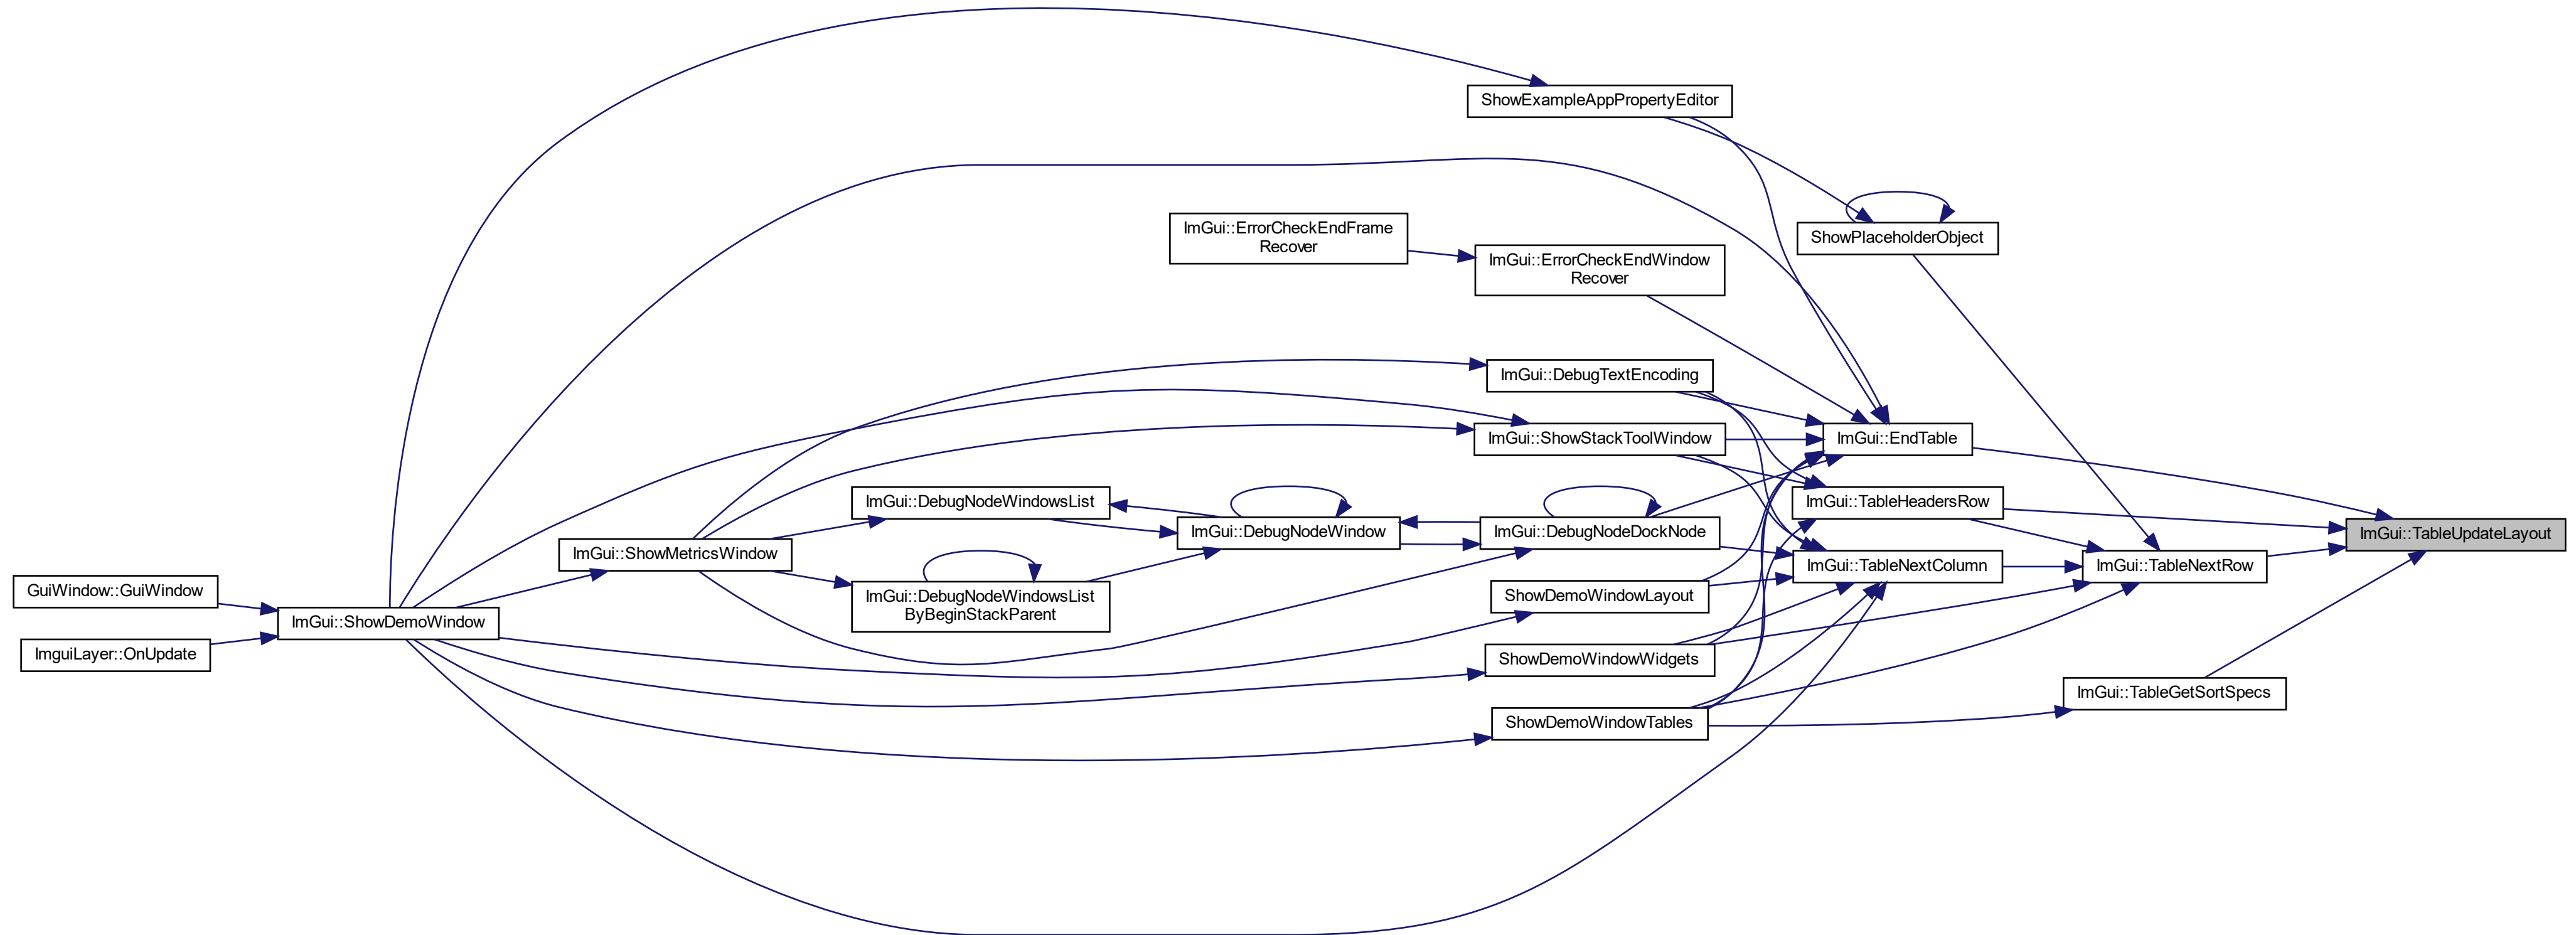 ShowExampleAppPropertyEditor
ImGui::ErrorCheckEndFrame
Recover
ShowPlaceholderObject
ImGui::ErrorCheckEndWindow
Recover
ImGui::DebugTextEncoding
ImGui::ShowStackToolWindow
ImGui::EndTable
ImGui::DebugNodeWindowsList
ImGui::TableHeadersRow
ImGui::DebugNodeWindow
ImGui::DebugNodeDockNode
ImGui::TableUpdateLayout
ImGui::ShowMetricsWindow
ImGui::TableNextColumn
ImGui::TableNextRow
GuiWindow::GuiWindow
ImGui::DebugNodeWindowsList
ByBeginStackParent
ShowDemoWindowLayout
ImGui::ShowDemoWindow
ImguiLayer::OnUpdate
ShowDemoWindowWidgets
ImGui::TableGetSortSpecs
ShowDemoWindowTables